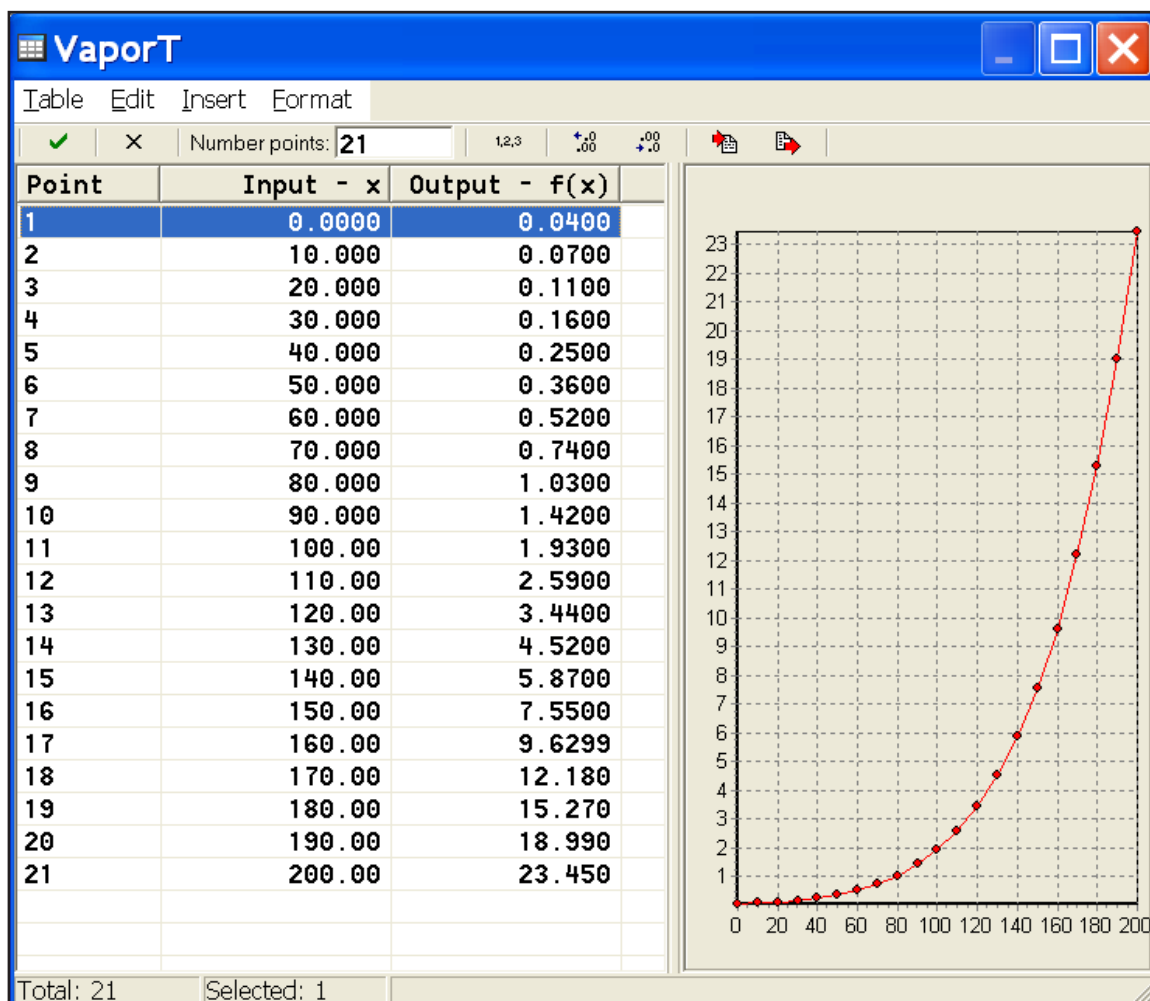 VaporT
Table Edit Insert Format
Number points: 21 1,2,3 .0 .00 .00 .0
Point Input - x Output - f(x)
1 0.0000 0.0400
2 10.000 0.0700
3 20.000 0.1100
4 30.000 0.1600
5 40.000 0.2500
6 50.000 0.3600
7 60.000 0.5200
8 70.000 0.7400
9 80.000 1.0300
10 90.000 1.4200
11 100.00 1.9300
12 110.00 2.5900
13 120.00 3.4400
14 130.00 4.5200
15 140.00 5.8700
16 150.00 7.5500
17 160.00 9.6299
18 170.00 12.180
19 180.00 15.270
20 190.00 18.990
21 200.00 23.450
23
22
21
20
19
18
17
16
15
14
13
12
11
10
9
8
7
6
5
4
3
2
1
0 20 40 60 80 100 120 140 160 180 200
Total: 21 Selected: 1